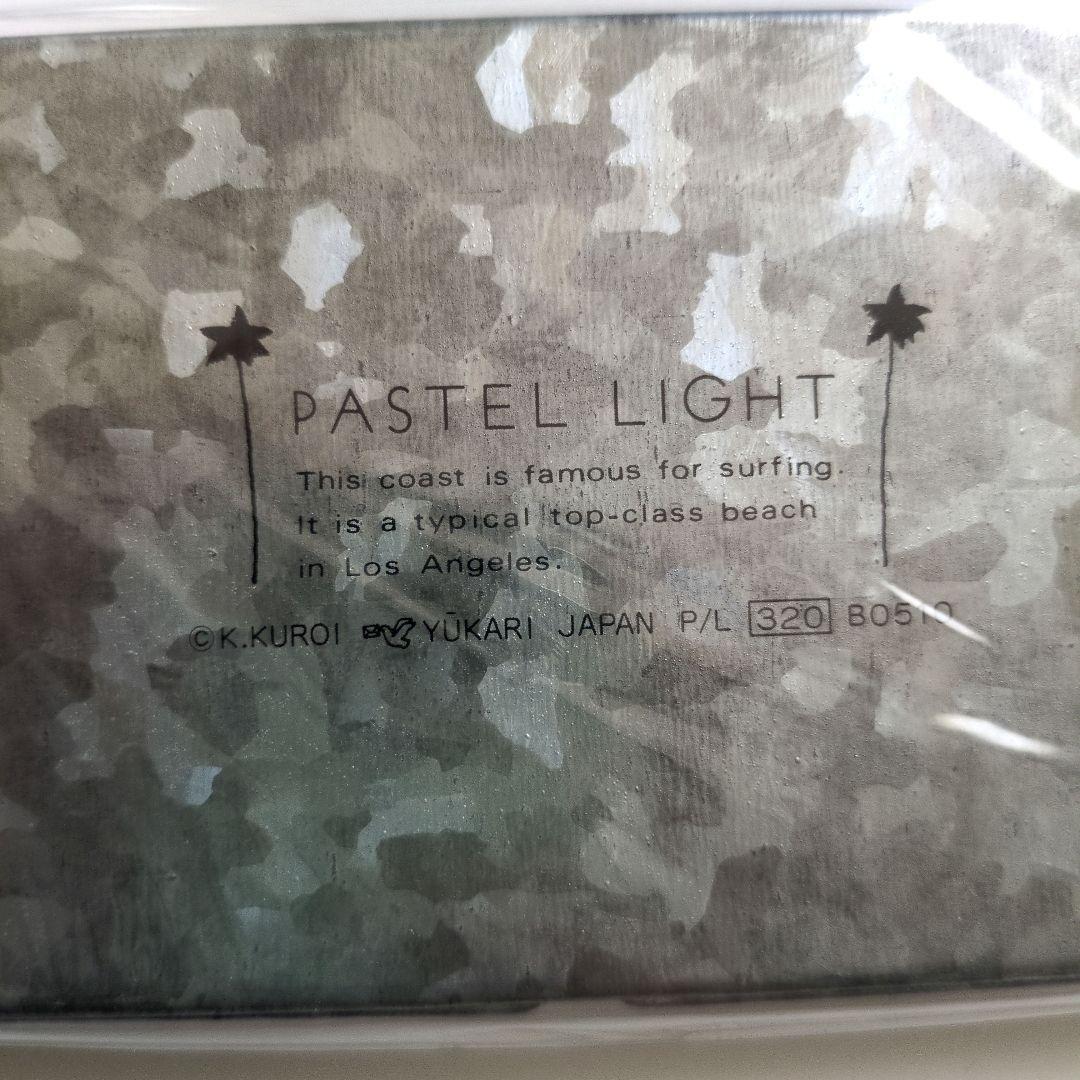 PASTEL LIGHT
This coast is famous for surfing.
It is a typical top-class beach
in Los Angeles.
©K.KUROI YŪKARI JAPAN P/L 320 B0510